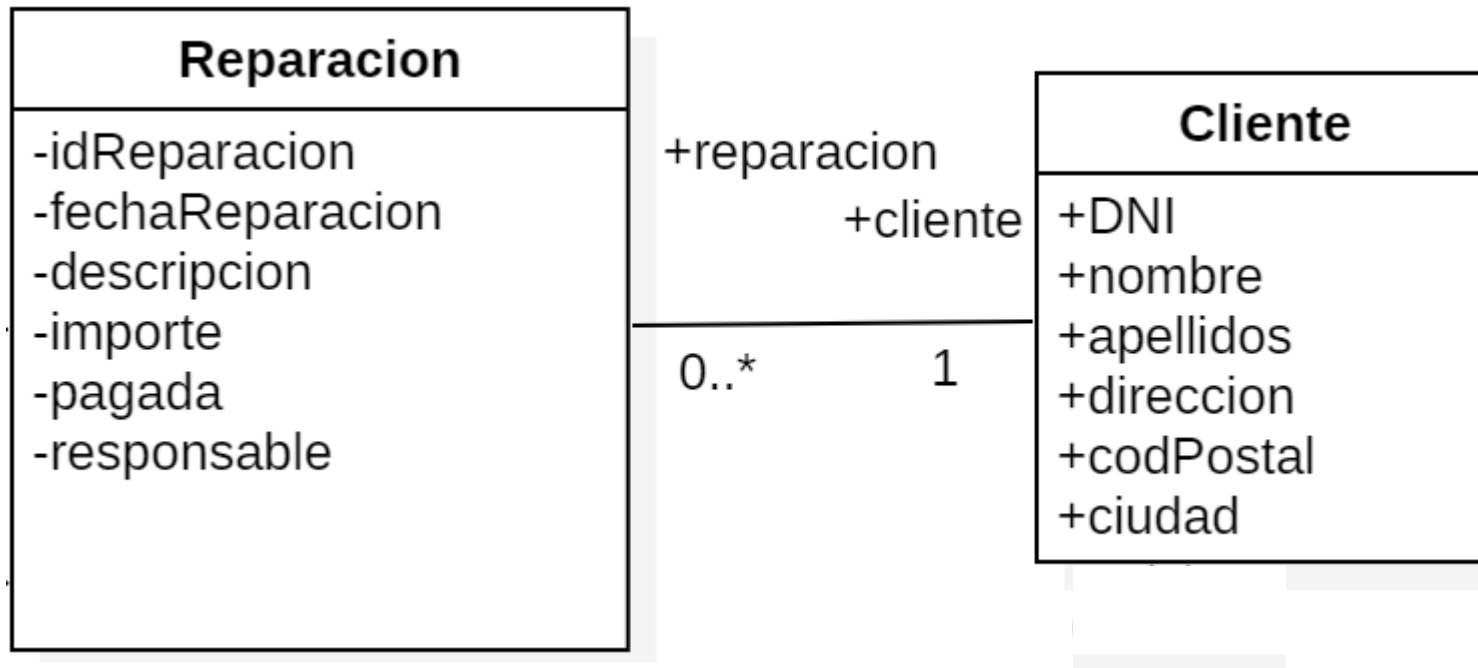 Reparacion
-idReparacion
-fechaReparacion
-descripcion
-importe
-pagada
-responsable
+reparacion
+cliente
0..*
1
Cliente
+DNI
+nombre
+apellidos
+direccion
+codPostal
+ciudad